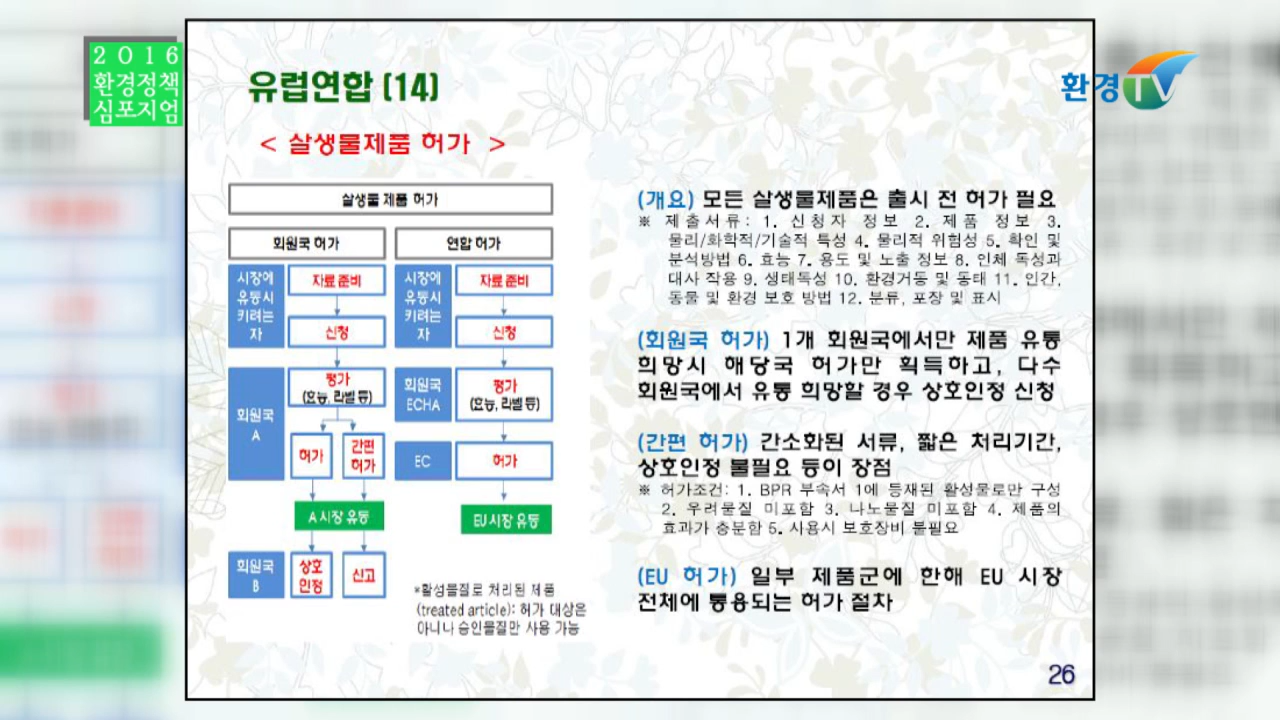 2016
환경정책
심포지엄
환경TV
유럽연합 (14)
< 살생물제품 허가 >
살생물 제품 허가
회원국 허가
연합 허가
시장에
유통시
키려는
자
자료준비
신청
시장에
유통시
키려는
자
자료준비
신청
회원국
A
평가
(효능, 라벨 등)
허가
간편
허가
회원국
ECHA
평가
(효능, 라벨 등)
EC
허가
A 시장 유통
EU 시장 유통
회원국
B
상호
인정
신고
*활성물질로 처리된 제품
(treated article): 허가 대상은
아니나 승인물질만 사용 가능
(개요) 모든 살생물제품은 출시 전 허가 필요
※ 제출서류: 1. 신청자 정보 2. 제품 정보 3.
물리/화학적/기술적 특성 4. 물리적 위험성 5. 확인 및
분석방법 6. 효능 7. 용도 및 노출 정보 8. 인체 독성과
대사 작용 9. 생태독성 10. 환경거동 및 동태 11. 인간,
동물 및 환경 보호 방법 12. 분류, 포장 및 표시
(회원국 허가) 1개 회원국에서만 제품 유통
희망시 해당국 허가만 획득하고, 다수
회원국에서 유통 희망할 경우 상호인정 신청
(간편 허가) 간소화된 서류, 짧은 처리기간,
상호인정 불필요 등이 장점
※ 허가조건: 1. BPR 부속서 1에 등재된 활성물로만 구성
2. 우려물질 미포함 3. 나노물질 미포함 4. 제품의
효과가 충분함 5. 사용시 보호장비 불필요
(EU 허가) 일부 제품군에 한해 EU 시장
전체에 통용되는 허가 절차
26